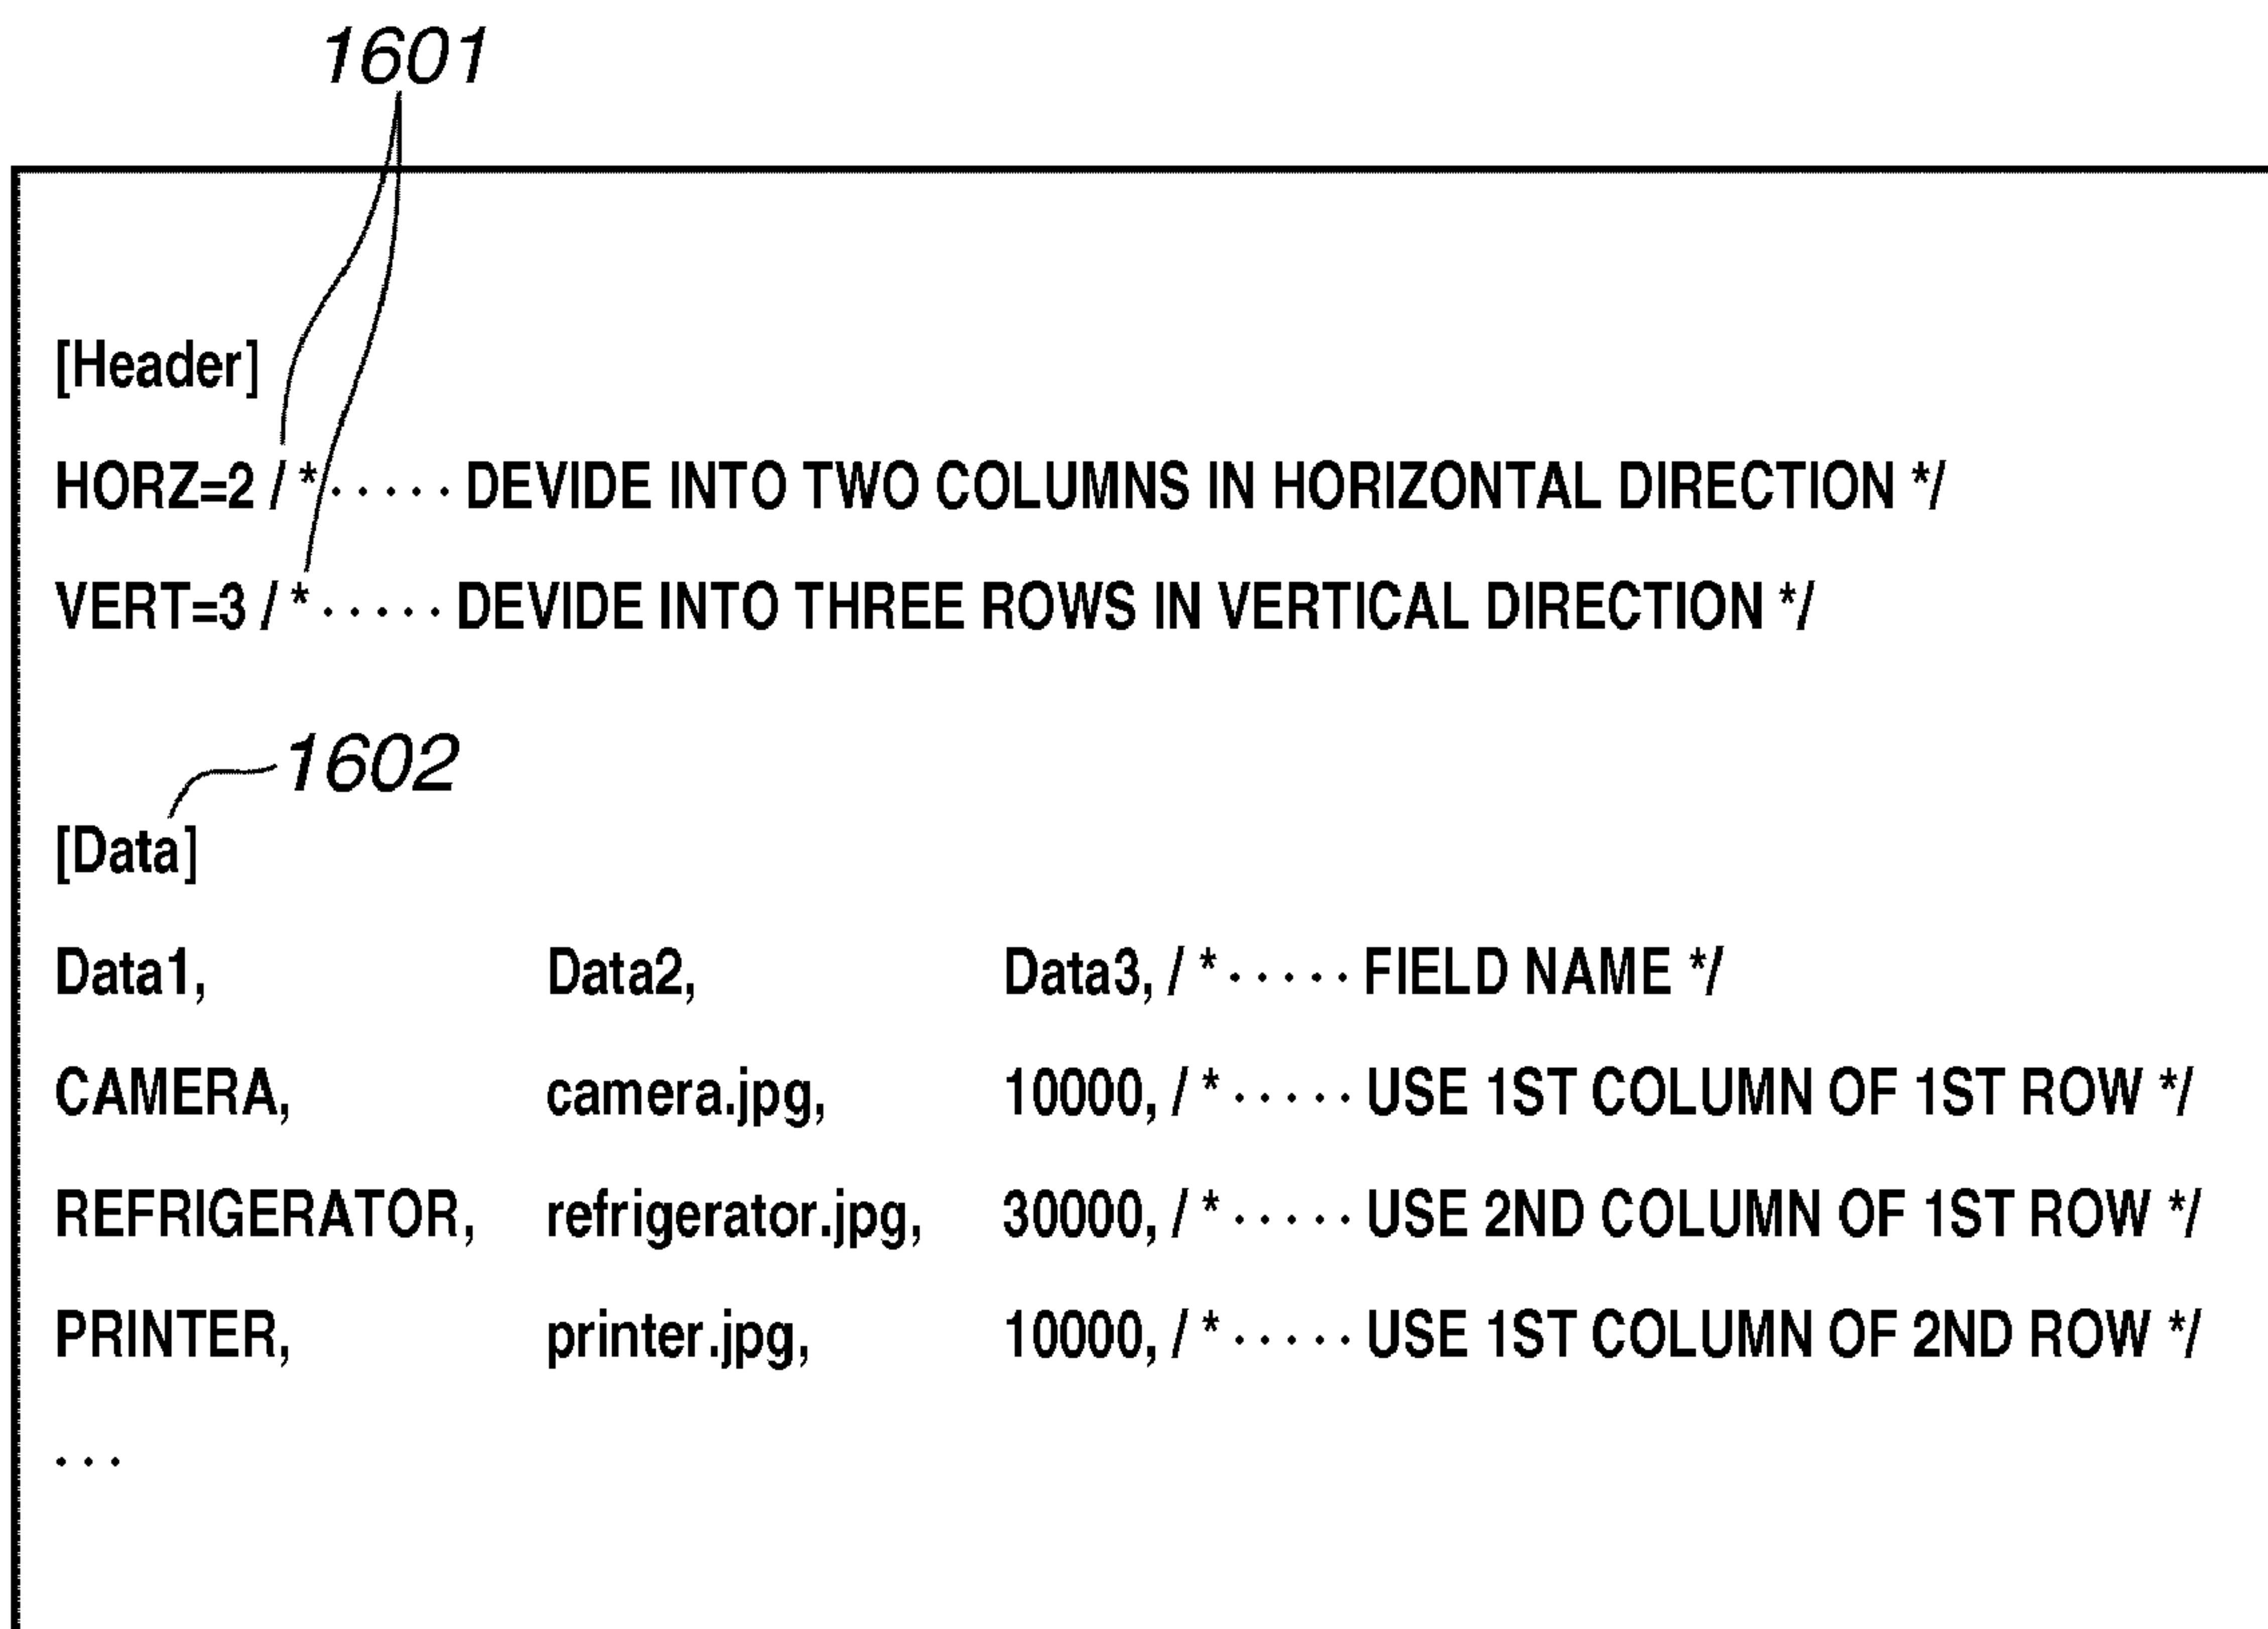 1601
[Header]
HORZ=2 / * ····· DEVIDE INTO TWO COLUMNS IN HORIZONTAL DIRECTION */
VERT=3 / * ····· DEVIDE INTO THREE ROWS IN VERTICAL DIRECTION */
1602
[Data]
Data1, Data2, Data3, / * ····· FIELD NAME */
CAMERA, camera.jpg, 10000, / * ····· USE 1ST COLUMN OF 1ST ROW */
REFRIGERATOR, refrigerator.jpg, 30000, / * ····· USE 2ND COLUMN OF 1ST ROW */
PRINTER, printer.jpg, 10000, / * ····· USE 1ST COLUMN OF 2ND ROW */
···